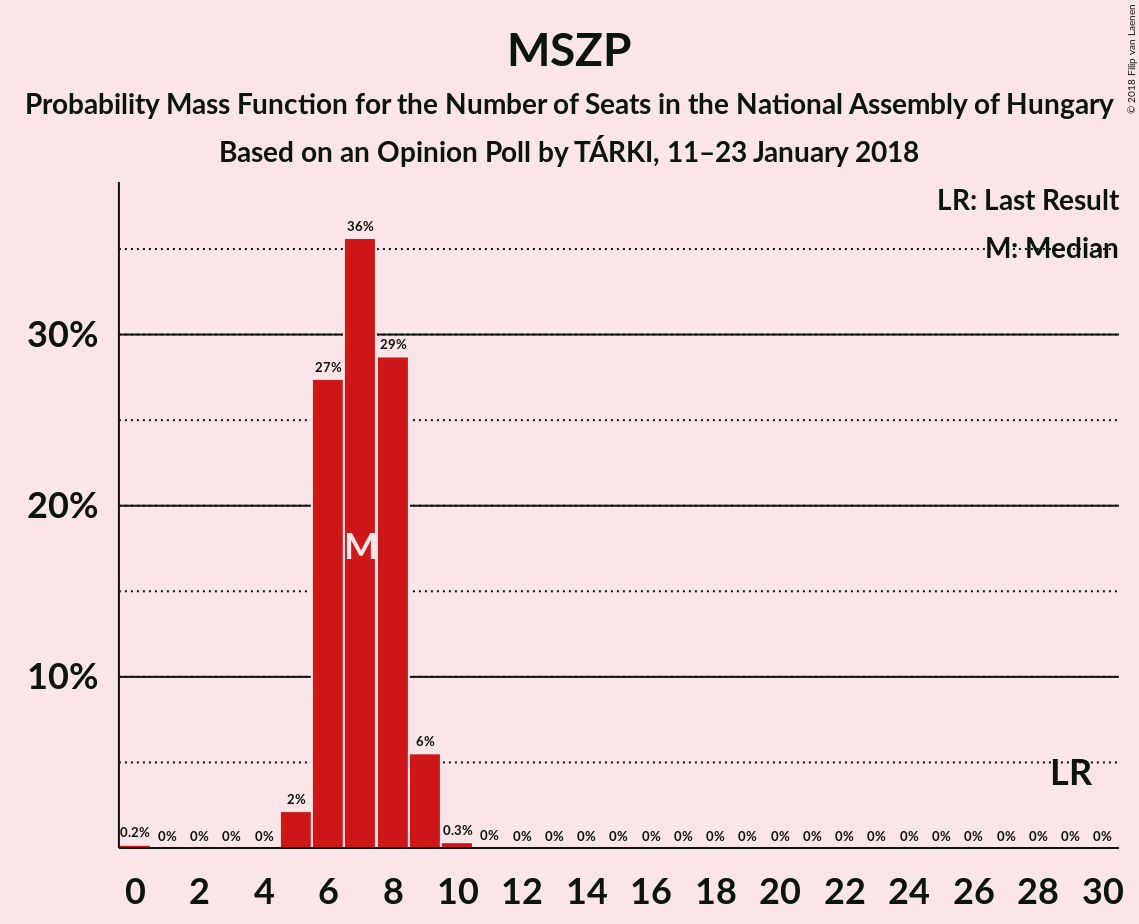 MSZP
Probability Mass Function for the Number of Seats in the National Assembly of Hungary
Based on an Opinion Poll by TÁRKI, 11–23 January 2018
© 2018 Filip van Laenen
LR: Last Result
M: Median
36%
30%
29%
27%
20%
M
10%
6%
LR
2%
0.2% 0% 0% 0% 0% 0.3% 0% 0% 0% 0% 0% 0% 0% 0% 0% 0% 0% 0% 0% 0% 0% 0% 0% 0% 0% 0%
0 2 4 6 8 10 12 14 16 18 20 22 24 26 28 30